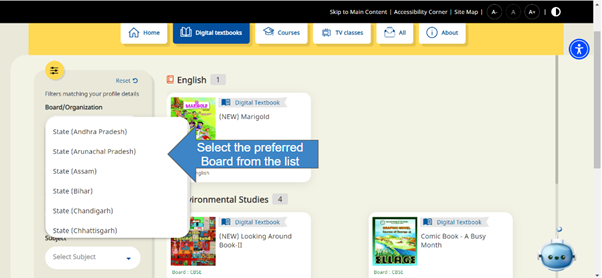 Skip to Main Content | Accessibility Corner | Site Map | A- A A+
Home
Digital textbooks
Courses
TV classes
All
About
Reset
Filters matching your profile details
Board/Organization
State (Andhra Pradesh)
State (Arunachal Pradesh)
State (Assam)
State (Bihar)
State (Chandigarh)
State (Chhattisgarh)
Subject
Select Subject
English 1
Digital Textbook
(NEW) Marigold
Select the preferred
Board from the list
nglish
vironmental Studies 4
Digital Textbook
(NEW) Looking Around
Book-II
Board : CBSE
Digital Textbook
Comic Book - A Busy
Month
VILLAGE
Board : CBSE